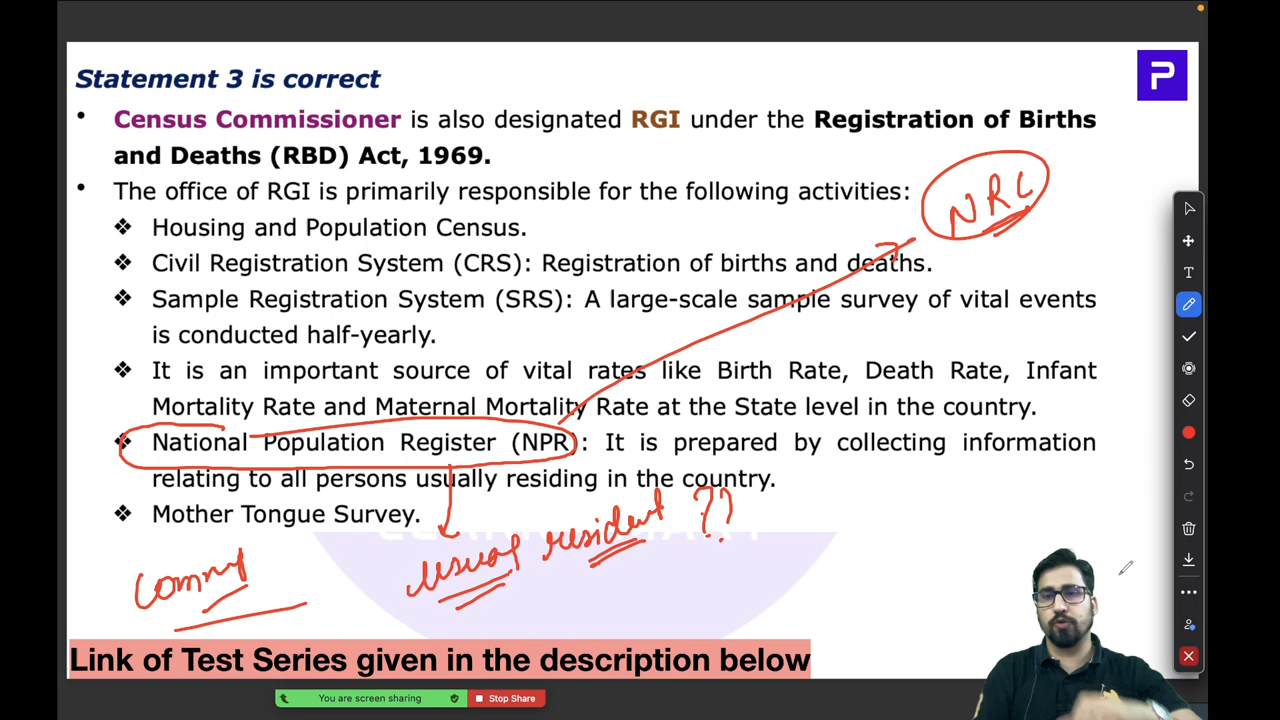 Statement 3 is correct
P
• Census Commissioner is also designated RGI under the Registration of Births
and Deaths (RBD) Act, 1969.
• The office of RGI is primarily responsible for the following activities:
NRC
❖ Housing and Population Census.
❖ Civil Registration System (CRS): Registration of births and deaths.
❖ Sample Registration System (SRS): A large-scale sample survey of vital events
is conducted half-yearly.
❖ It is an important source of vital rates like Birth Rate, Death Rate, Infant
Mortality Rate and Maternal Mortality Rate at the State level in the country.
❖ National Population Register (NPR): It is prepared by collecting information
relating to all persons usually residing in the country.
❖ Mother Tongue Survey.
usual resident ??
Link of Test Series given in the description below
You are screen sharing
Stop Share